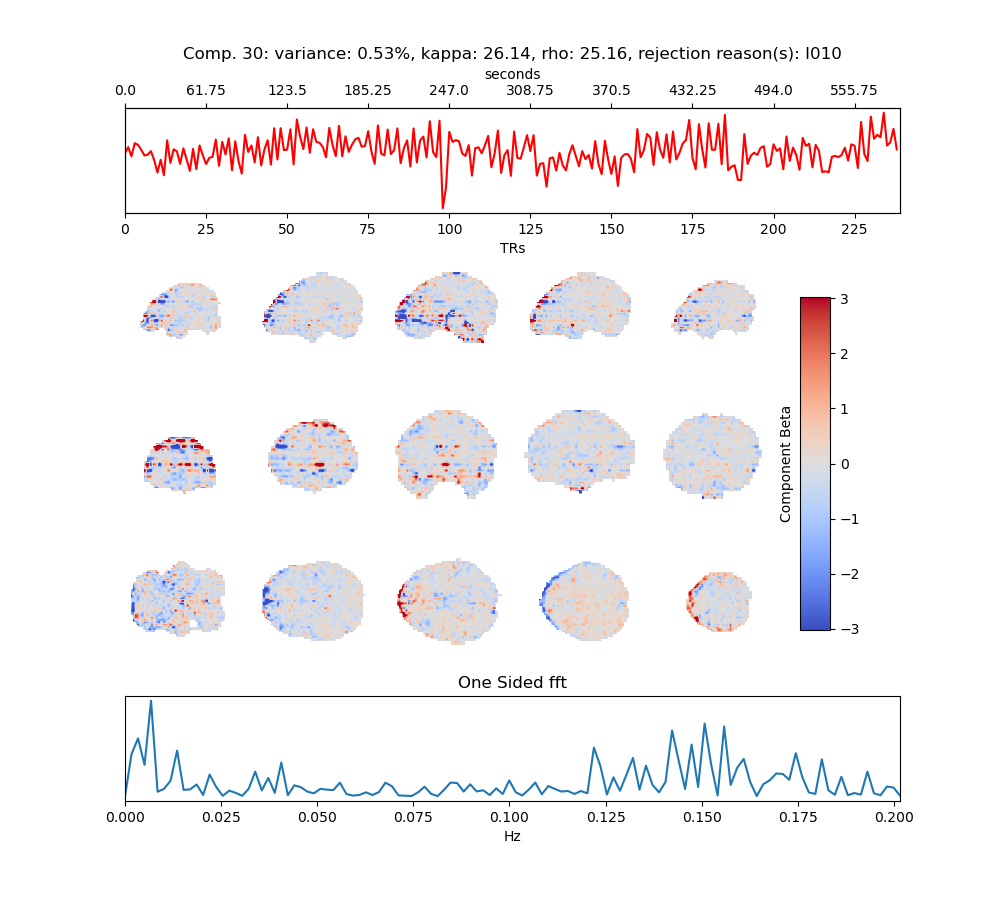 Comp. 30: variance: 0.53%, kappa: 26.14, rho: 25.16, rejection reason(s): I010
seconds
0.0 61.75 123.5 185.25 247.0 308.75 370.5 432.25 494.0 555.75
0 25 50 75 100 125 150 175 200 225
TRs
3
2
1
0
−1
−2
−3
Component Beta
One Sided fft
0.000 0.025 0.050 0.075 0.100 0.125 0.150 0.175 0.200
Hz